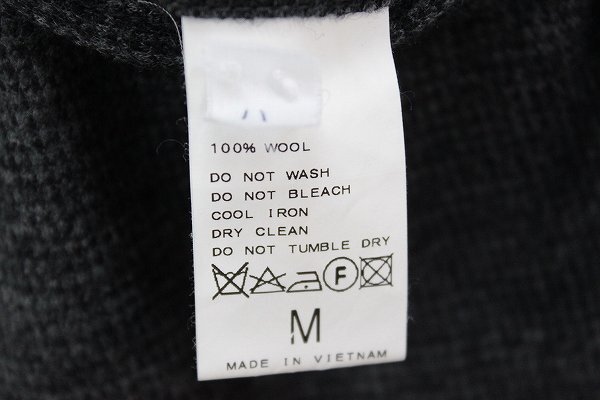 100% WOOL
DO NOT WASH
DO NOT BLEACH
COOL IRON
DRY CLEAN
DO NOT TUMBLE DRY
F
M
MADE IN VIETNAM